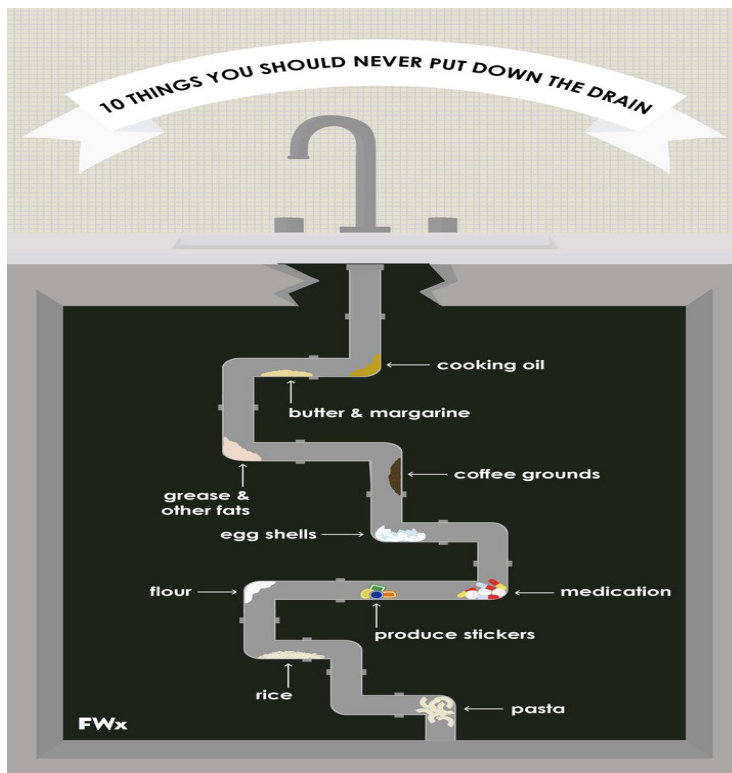 10 THINGS YOU SHOULD NEVER PUT DOWN THE DRAIN
cooking oil
butter & margarine
coffee grounds
grease &
other fats
egg shells
flour
medication
produce stickers
rice
pasta
FWx